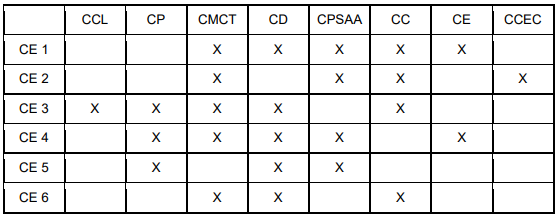 CCL CP CMCT CD CPSAA CC CE CCEC
CE 1 X X X X X
CE 2 X X X X
CE 3 X X X X X
CE 4 X X X X X
CE 5 X X X
CE 6 X X X